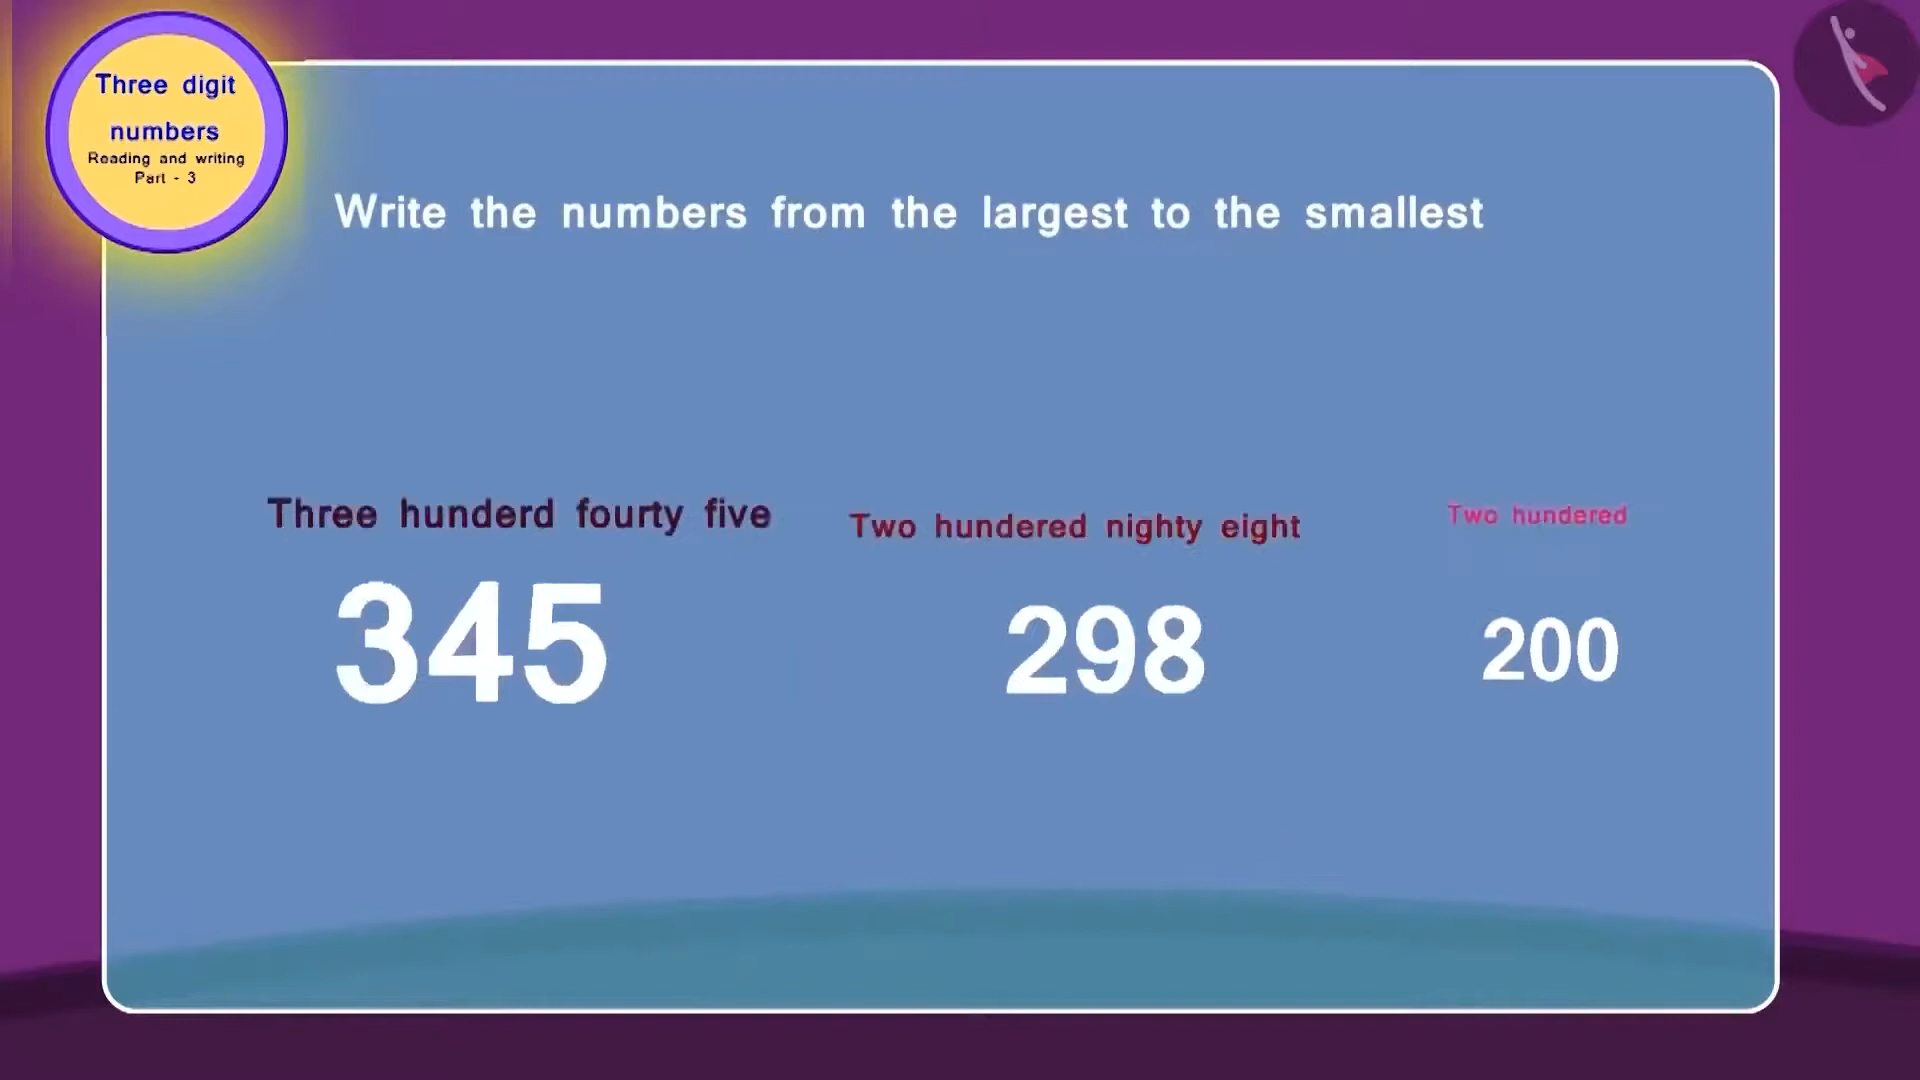 Three digit
numbers
Reading and writing
Part - 3
Write the numbers from the largest to the smallest
Three hunderd fourty five
Two hundered nighty eight
Two hundered
345
298
200